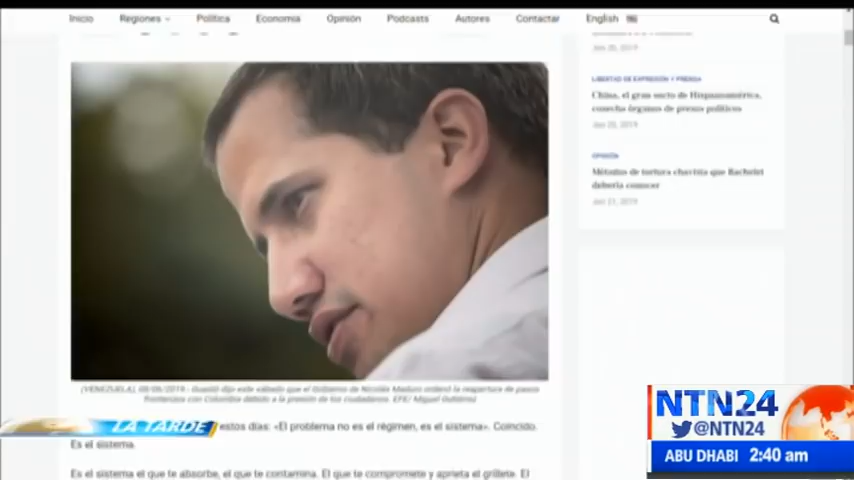 Inicio Regiones Política Economía Opinión Podcasts Autores Contactar English
Jun 20, 2019
LIBERTAD DE EXPRESIÓN Y PRENSA
China, el gran socio de Hispanoamérica,
cosecha órganos de presos políticos
Jun 20, 2019
OPINIÓN
Métodos de tortura chavista que Bachelet
debería conocer
Jun 21, 2019
(VENEZUELA), 08/06/2019.- Guaidó dijo este sábado que el Gobierno de Nicolás Maduro ordenó la reapertura de pasos
fronterizos con Colombia debido a la presión de los ciudadanos. EFE/ Miguel Gutiérrez
LA TARDE
estos días: «El problema no es el régimen, es el sistema». Coincido.
Es el sistema.
Es el sistema el que te absorbe, el que te contamina. El que te compromete y aprieta el grillete. El
NTN24
@NTN24
ABU DHABI 2:40 am